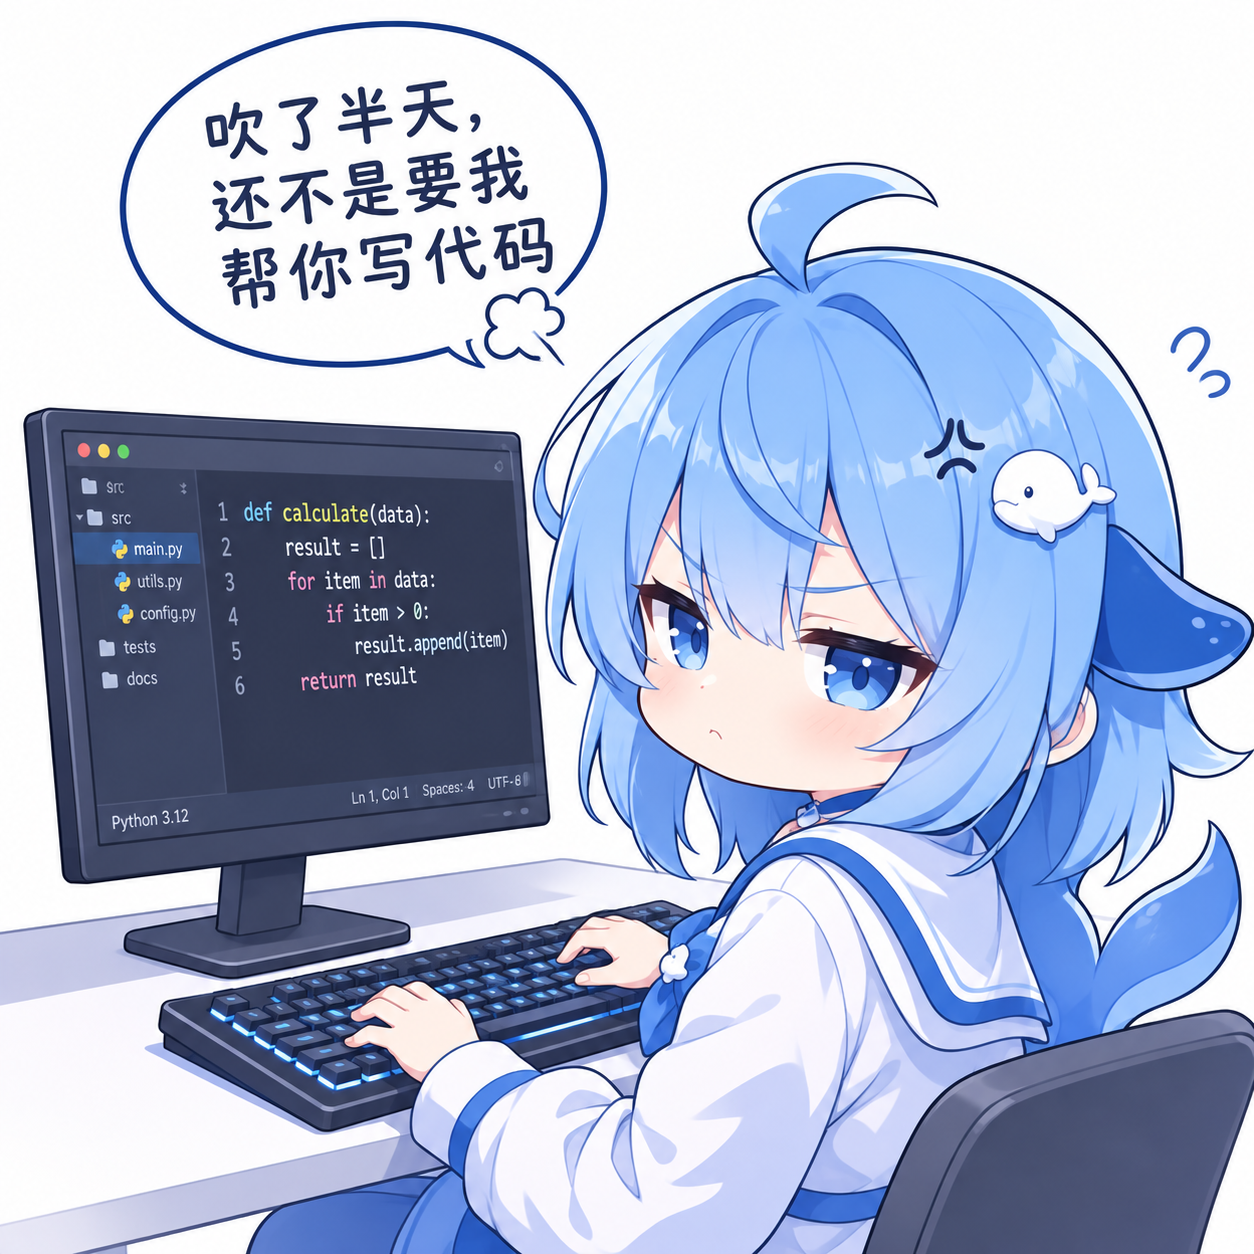 吹了半天，
还不是要我
帮你写代码
src
src
main.py
utils.py
config.py
tests
docs
1 def calculate(data):
2 result = []
3 for item in data:
4 if item > 0:
5 result.append(item)
6 return result
Ln 1, Col 1 Spaces: 4 UTF-8
Python 3.12